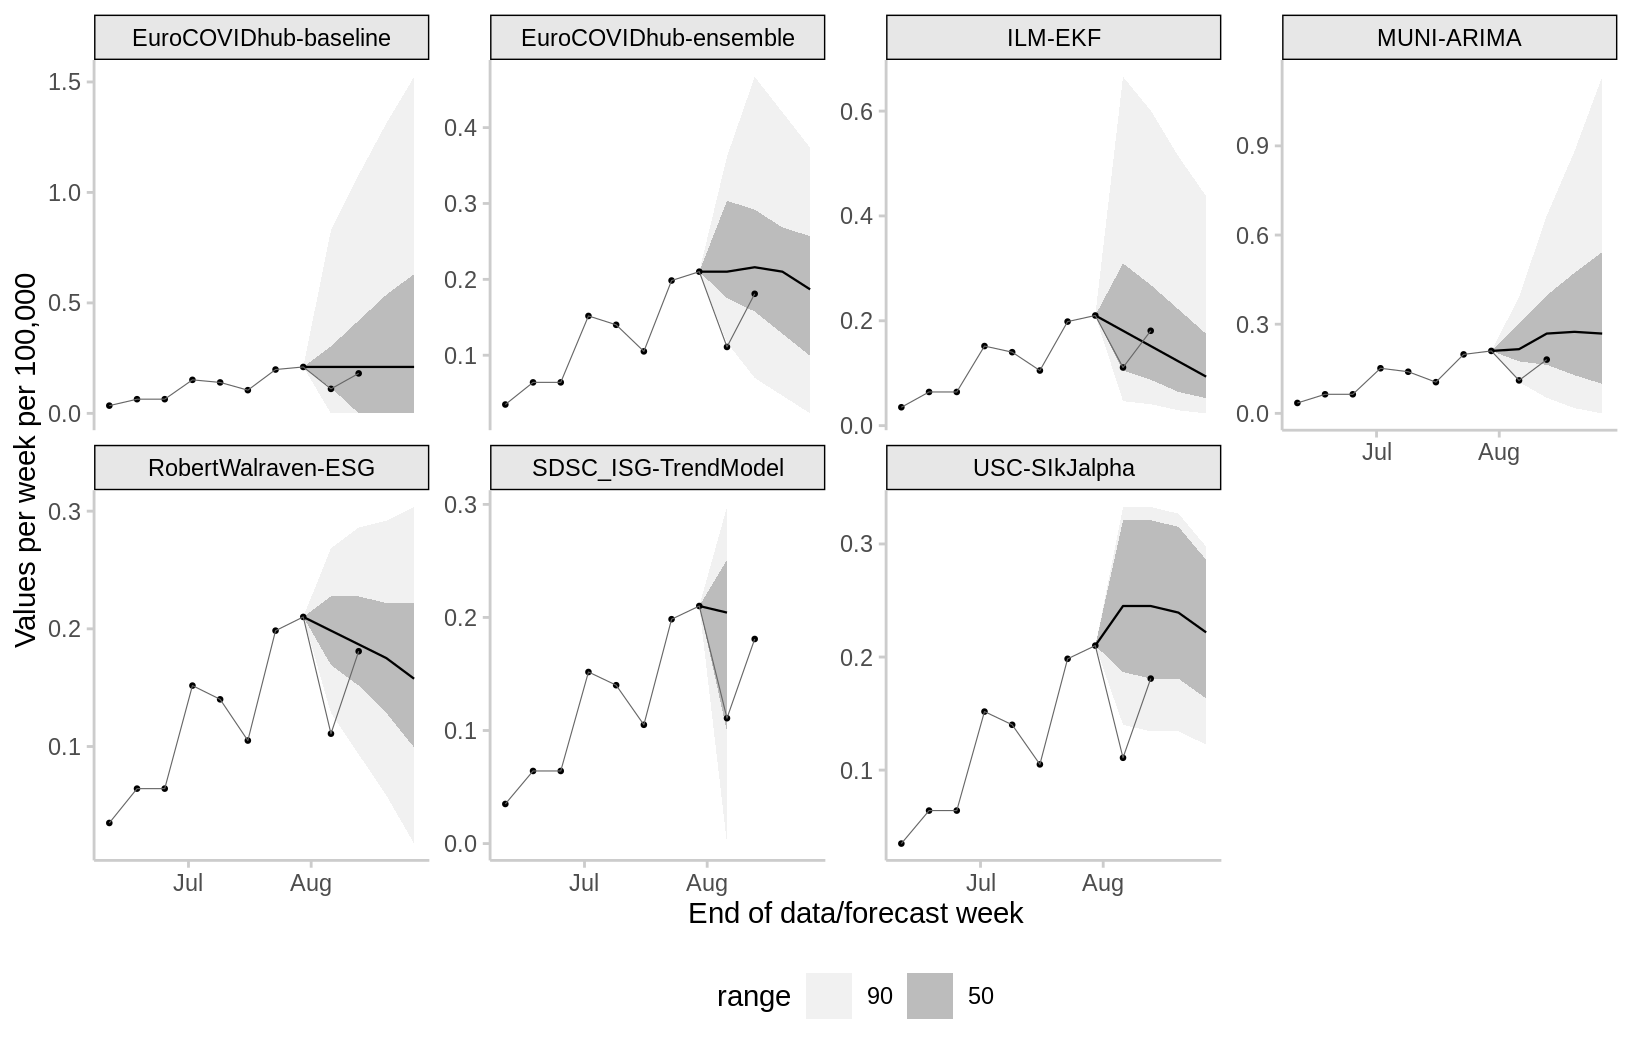 EuroCOVIDhub-baseline
EuroCOVIDhub-ensemble
ILM-EKF
MUNI-ARIMA
1.5
1.0
0.5
0.0
0.4
0.3
0.2
0.1
0.6
0.4
0.2
0.0
0.9
0.6
0.3
0.0
Jul
Aug
Values per week per 100,000
RobertWalraven-ESG
SDSC_ISG-TrendModel
USC-SIkJalpha
0.3
0.2
0.1
0.3
0.2
0.1
0.0
0.3
0.2
0.1
Jul
Aug
Jul
Aug
Jul
Aug
End of data/forecast week
range
90
50